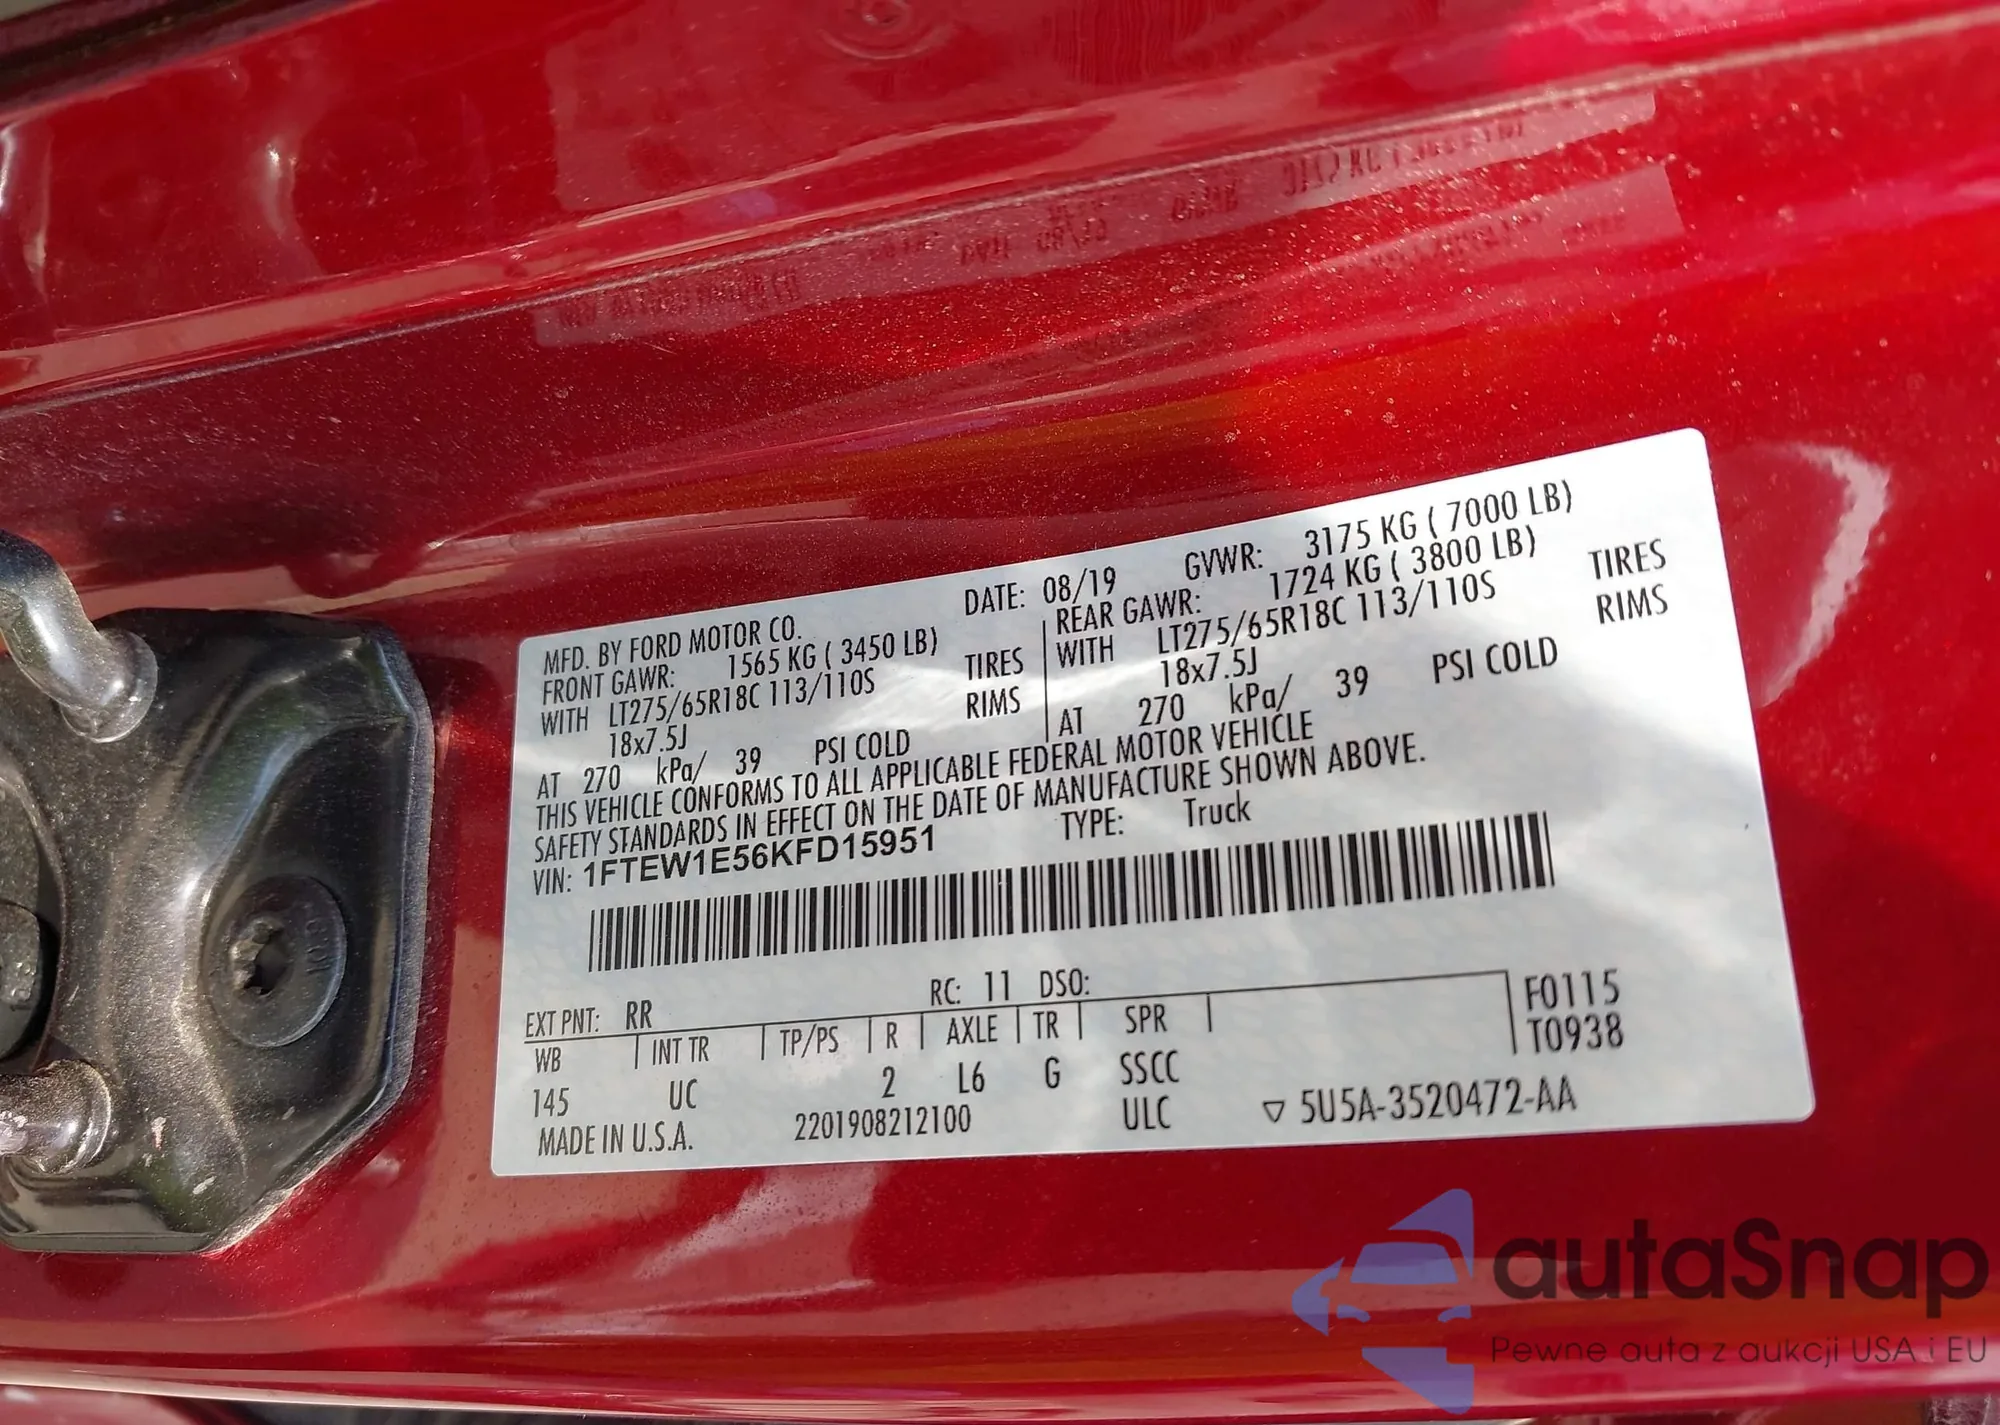 MFD. BY FORD MOTOR CO. DATE: 08/19 GVWR: 3175 KG ( 7000 LB)
FRONT GAWR: 1565 KG ( 3450 LB) REAR GAWR: 1724 KG ( 3800 LB)
WITH LT275/65R18C 113/110S TIRES WITH LT275/65R18C 113/110S TIRES
18x7.5J RIMS 18x7.5J RIMS
AT 270 kPa/ 39 PSI COLD AT 270 kPa/ 39 PSI COLD
THIS VEHICLE CONFORMS TO ALL APPLICABLE FEDERAL MOTOR VEHICLE
SAFETY STANDARDS IN EFFECT ON THE DATE OF MANUFACTURE SHOWN ABOVE.
VIN: 1FTEW1E56KFD15951 TYPE: Truck
EXT PNT: RR RC: 11 DSO: F0115
WB INT TR TP/PS R AXLE TR SPR T0938
145 UC 2 L6 G SSCC
MADE IN U.S.A. 2201908212100 ULC ▽ 5U5A-3520472-AA
autaSnap
Pewne auta z aukcji USA i EU